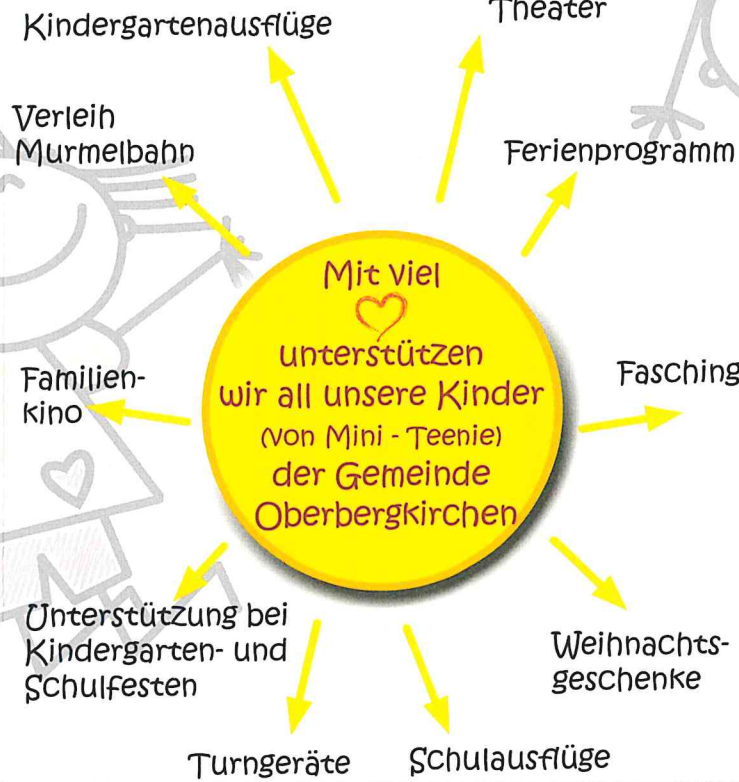 Kindergartenausflüge
Theater
Verleih
Murmelbahn
Ferienprogramm
Mit viel
unterstützen
wir all unsere Kinder
(von Mini - Teenie)
der Gemeinde
Oberbergkirchen
Familien-
kino
Fasching
Unterstützung bei
Kindergarten- und
Schulfesten
Weihnachts-
geschenke
Turngeräte
Schulausflüge